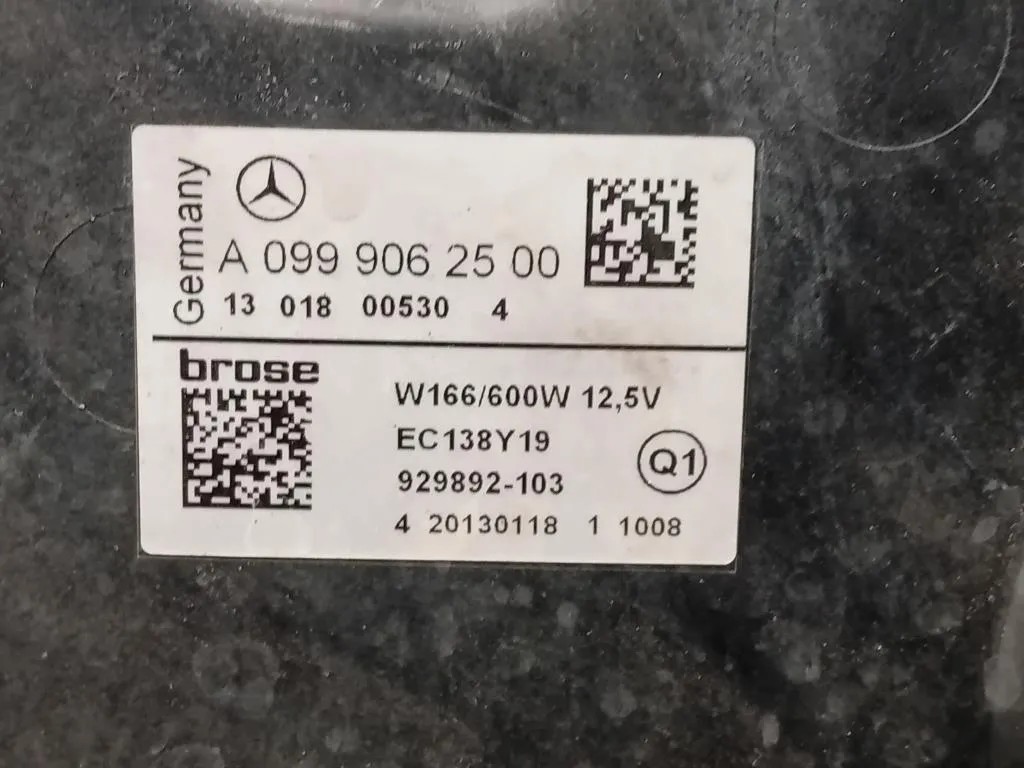 Germany
A 099 906 25 00
13 018 00530 4
brose
W166/600W 12,5V
EC138Y19
929892-103
Q1
4 20130118 1 1008